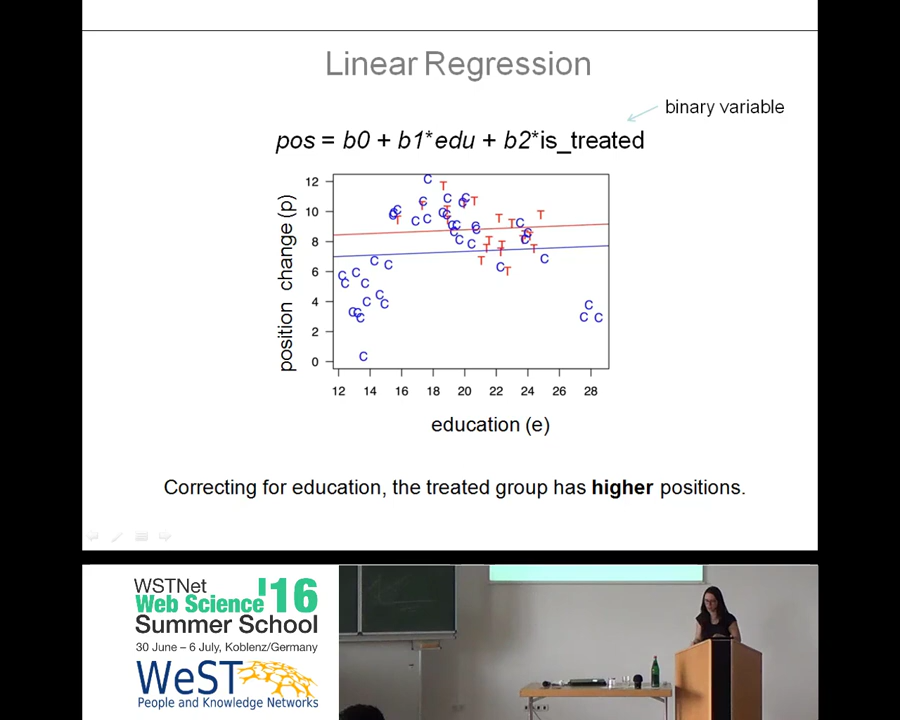 Linear Regression
binary variable
pos = b0 + b1*edu + b2*is_treated
position change (p)
12
10
8
6
4
2
0
12 14 16 18 20 22 24 26 28
education (e)
Correcting for education, the treated group has higher positions.
WSTNet
Web Science '16
Summer School
30 June – 6 July, Koblenz/Germany
WeST
People and Knowledge Networks